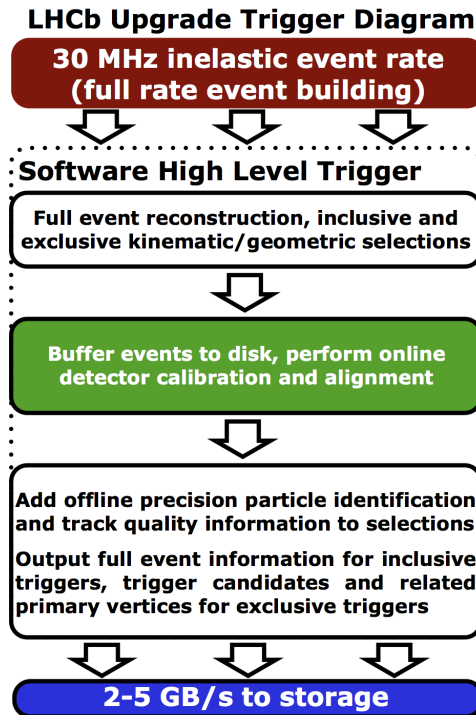 LHCb Upgrade Trigger Diagram
30 MHz inelastic event rate
(full rate event building)
Software High Level Trigger
Full event reconstruction, inclusive and
exclusive kinematic/geometric selections
Buffer events to disk, perform online
detector calibration and alignment
Add offline precision particle identification
and track quality information to selections
Output full event information for inclusive
triggers, trigger candidates and related
primary vertices for exclusive triggers
2-5 GB/s to storage